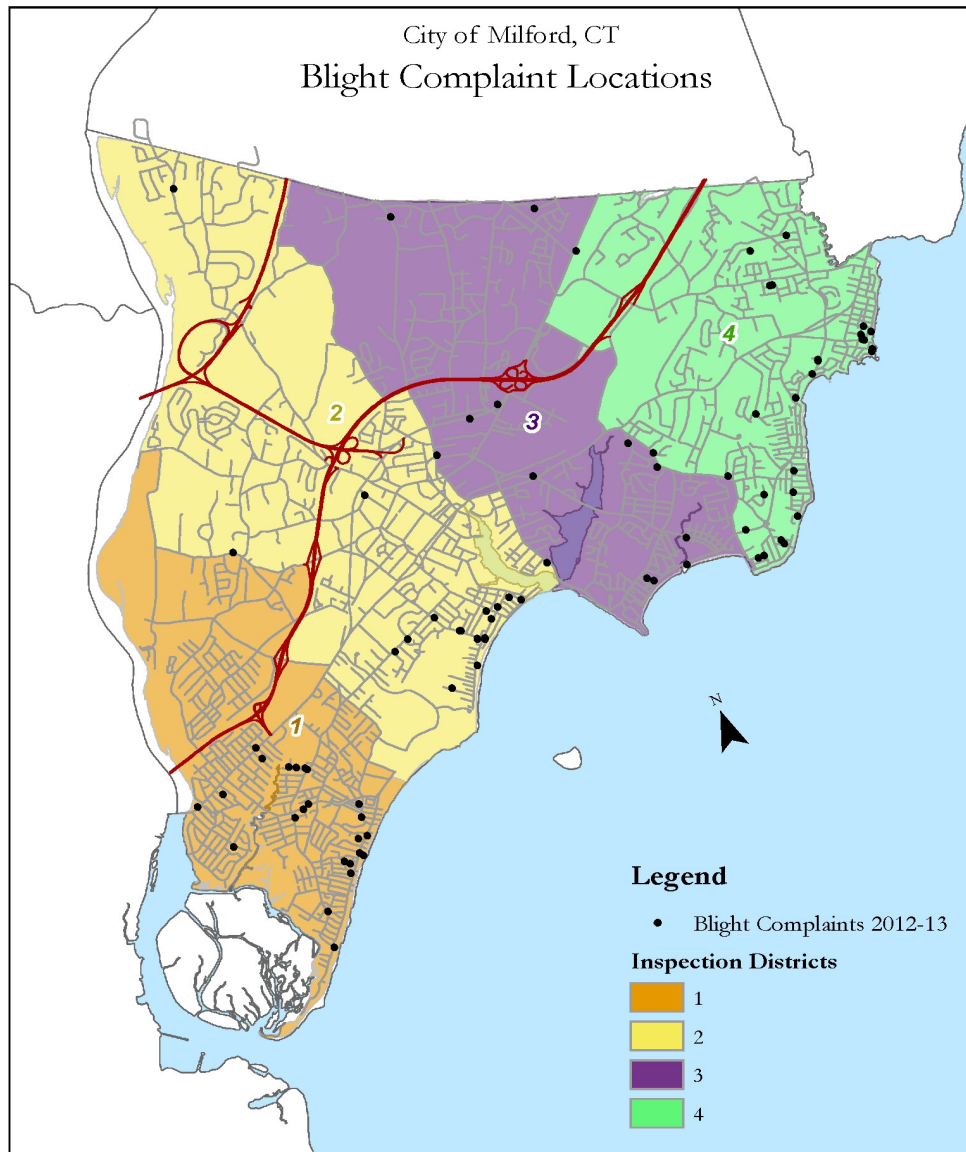 City of Milford, CT
Blight Complaint Locations
4
2
3
1
N
Legend
Blight Complaints 2012-13
Inspection Districts
1
2
3
4